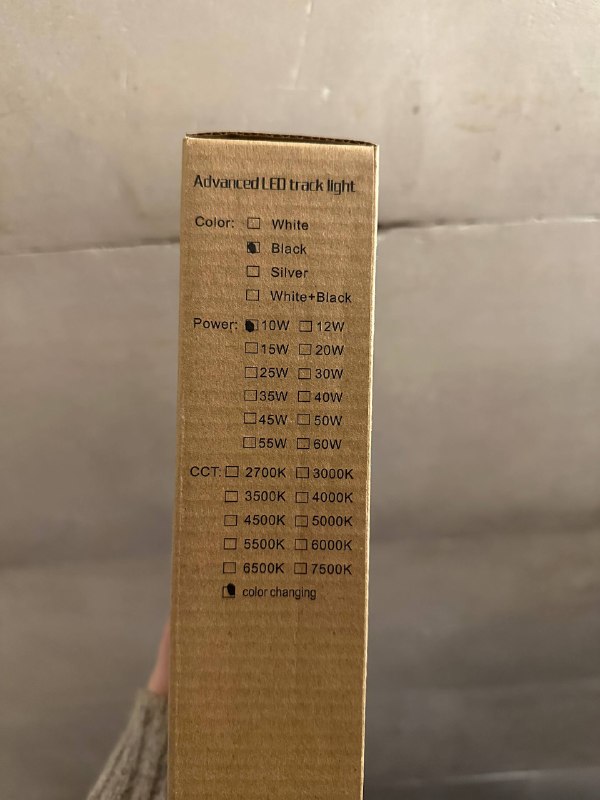 Advanced LED track light
Color: □ White
■ Black
□ Silver
□ White+Black
Power: ■ 10W □ 12W
□ 15W □ 20W
□ 25W □ 30W
□ 35W □ 40W
□ 45W □ 50W
□ 55W □ 60W
CCT: □ 2700K □ 3000K
□ 3500K □ 4000K
□ 4500K □ 5000K
□ 5500K □ 6000K
□ 6500K □ 7500K
■ color changing